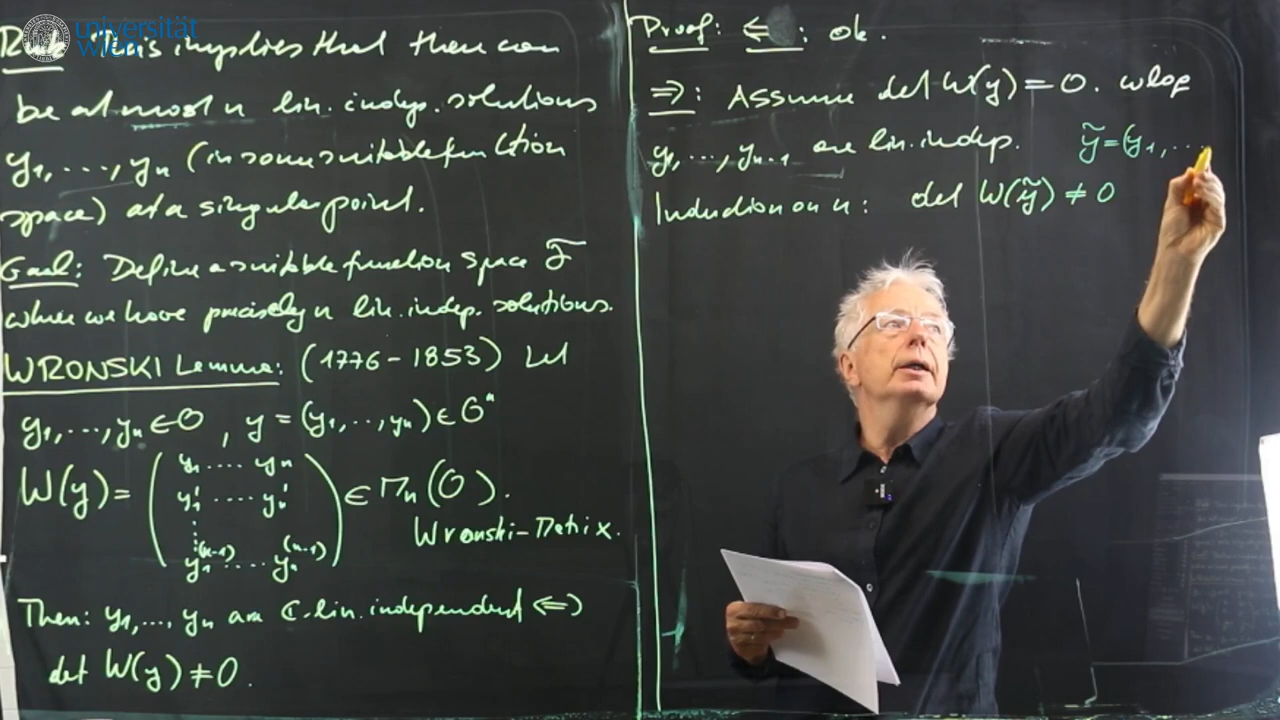 universität
wien
Rmk This implies that there can
be at most n lin. indep. solutions
y₁, ..., yₙ (in some suitable function
space) at a singular point.
Goal: Define a suitable function space F
where we have precisely n lin. indep. solutions.
WRONSKI Lemma: (1776 - 1853) Let
y₁, ..., yₙ ∈ O, y = (y₁, ..., yₙ) ∈ Oⁿ
W(y) = ( y₁ .... yₙ
y₁' ..... yₙ'
⋮
y₁⁽ⁿ⁻¹⁾ .... yₙ⁽ⁿ⁻¹⁾ ) ∈ Mₙ(O).
Wronski-Matrix.
Then: y₁, ..., yₙ are ℂ-lin. independent ⇔
det W(y) ≠ 0.
Proof: ⇐: ok.
⇒: Assume det W(y) = 0. wlog
y₁, ..., yₙ₋₁ are lin. indep. ỹ = (y₁, ...
Induction on n: det W(ỹ) ≠ 0